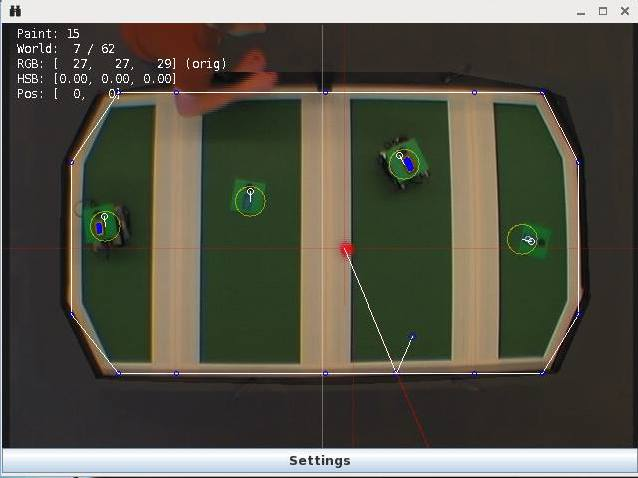 Paint: 15
World:  7 / 62
RGB: [  27,   27,   29] (orig)
HSB: [0.00, 0.00, 0.00]
Pos: [  0,   0]
Settings